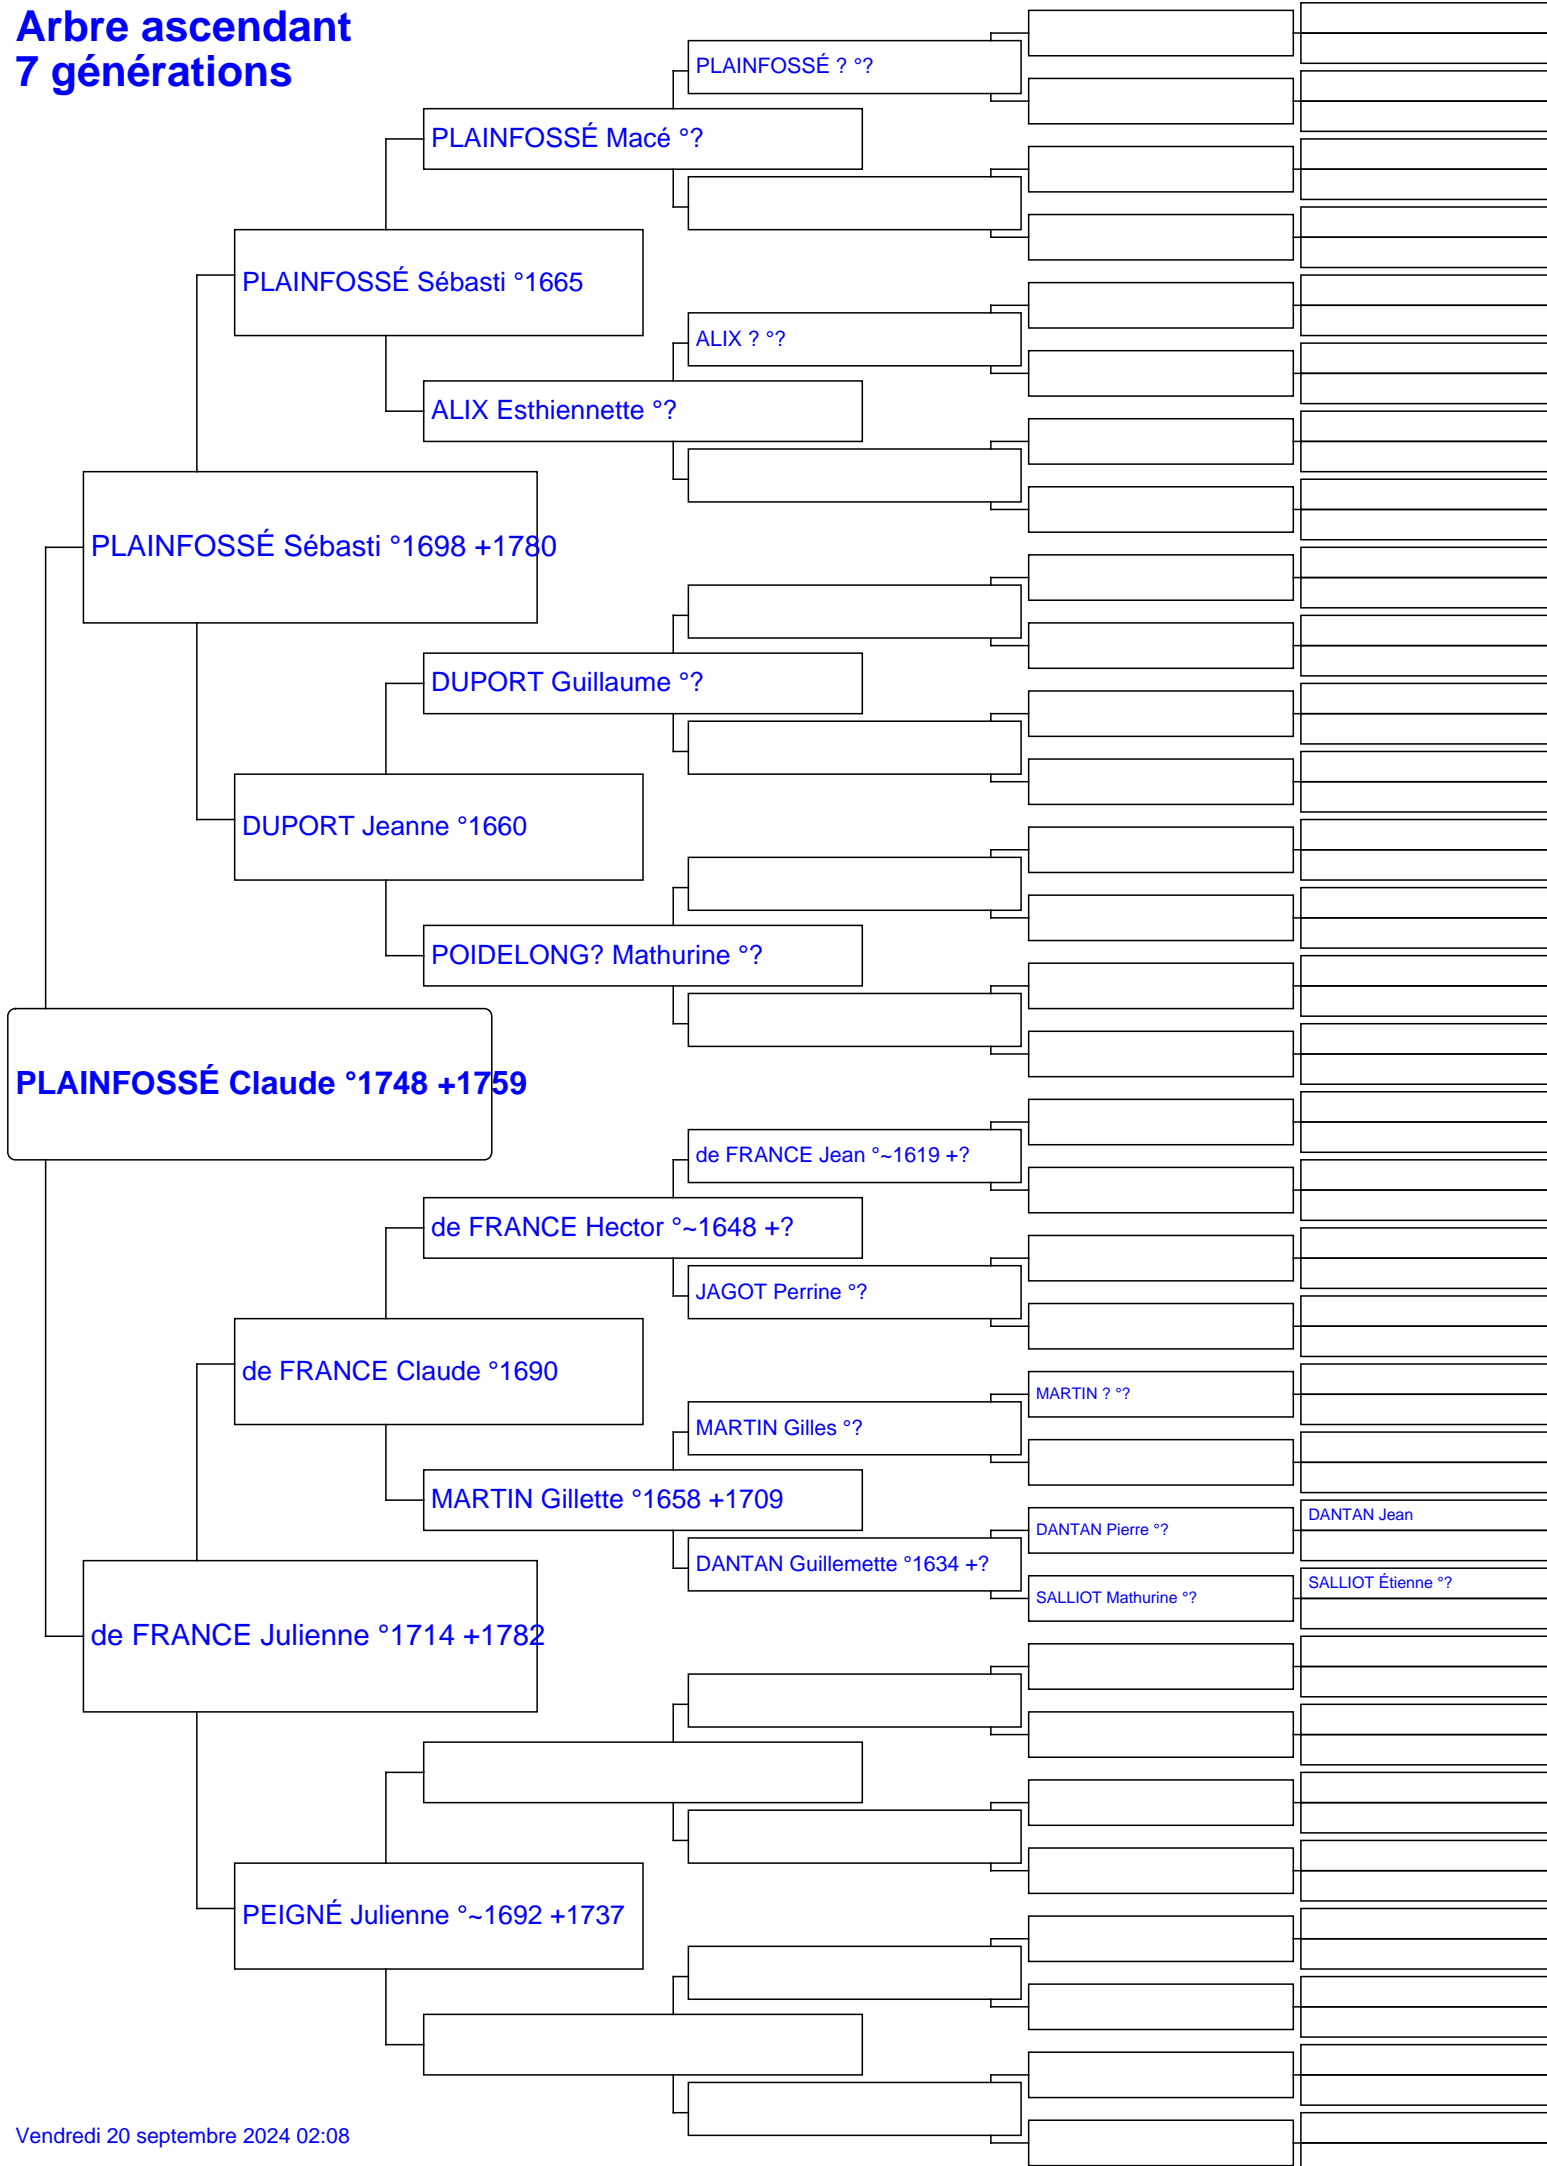 Arbre ascendant
7 générations
PLAINFOSSÉ ? °?
PLAINFOSSÉ Macé °?
PLAINFOSSÉ Sébasti °1665
ALIX ? °?
ALIX Esthiennette °?
PLAINFOSSÉ Sébasti °1698 +1780
DUPORT Guillaume °?
DUPORT Jeanne °1660
POIDELONG? Mathurine °?
PLAINFOSSÉ Claude °1748 +1759
de FRANCE Jean °~1619 +?
de FRANCE Hector °~1648 +?
JAGOT Perrine °?
de FRANCE Claude °1690
MARTIN ? °?
MARTIN Gilles °?
MARTIN Gillette °1658 +1709
DANTAN Jean
DANTAN Pierre °?
DANTAN Guillemette °1634 +?
SALLIOT Étienne °?
SALLIOT Mathurine °?
de FRANCE Julienne °1714 +1782
PEIGNÉ Julienne °~1692 +1737
Vendredi 20 septembre 2024 02:08